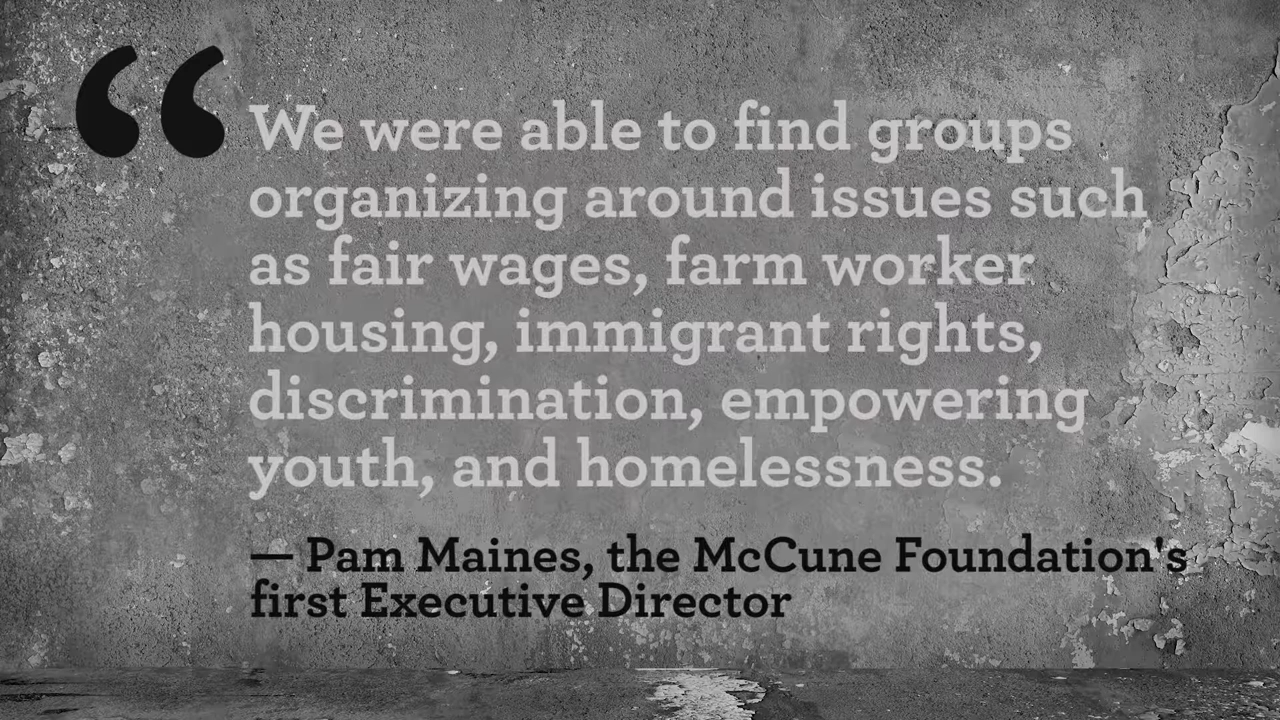 “ We were able to find groups
organizing around issues such
as fair wages, farm worker
housing, immigrant rights,
discrimination, empowering
youth, and homelessness.
— Pam Maines, the McCune Foundation's
first Executive Director